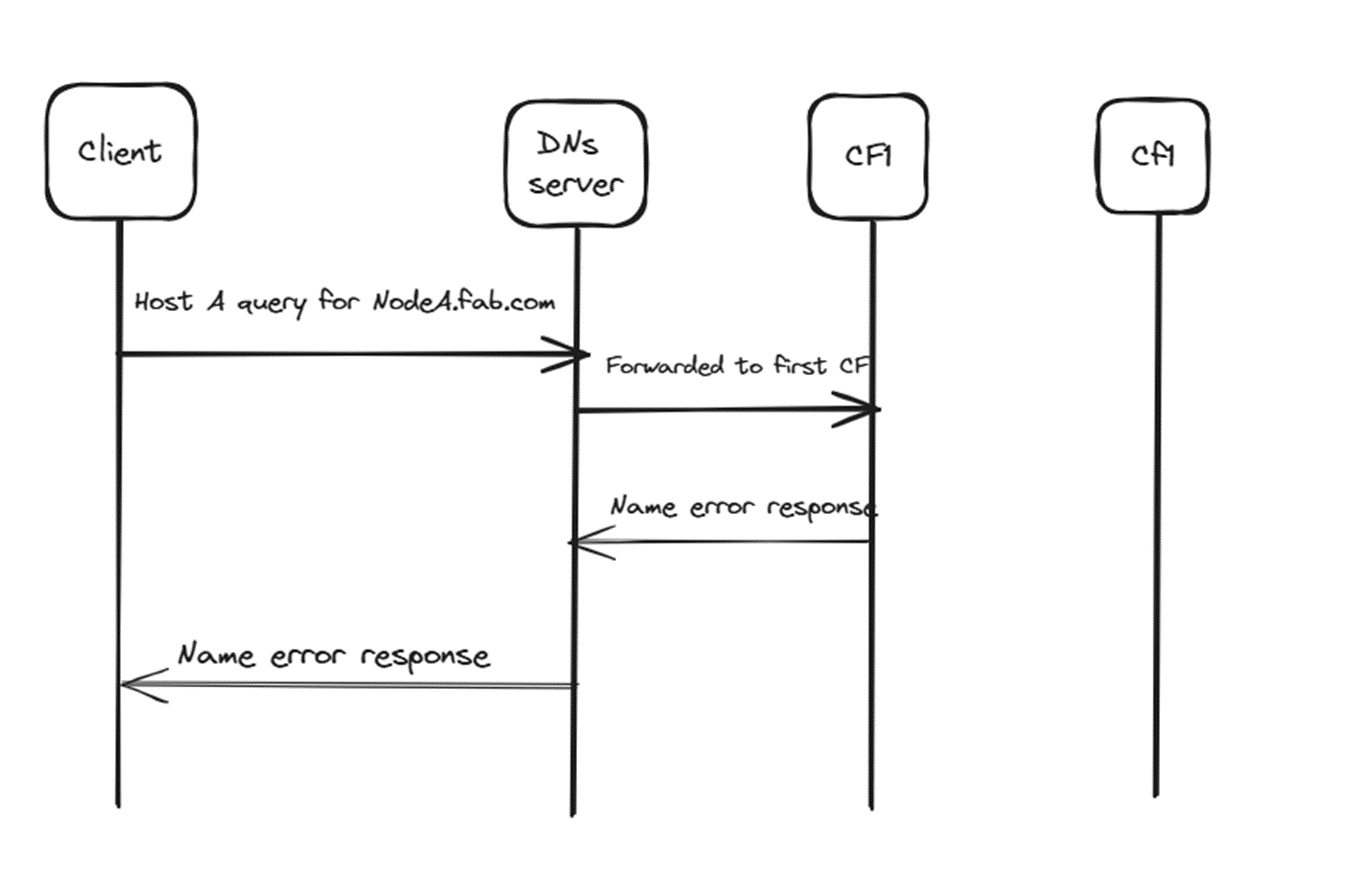 Client
DNs
server
CF1
Cf1
Host A query for NodeA.fab.com
Forwarded to first CF
Name error response
Name error response